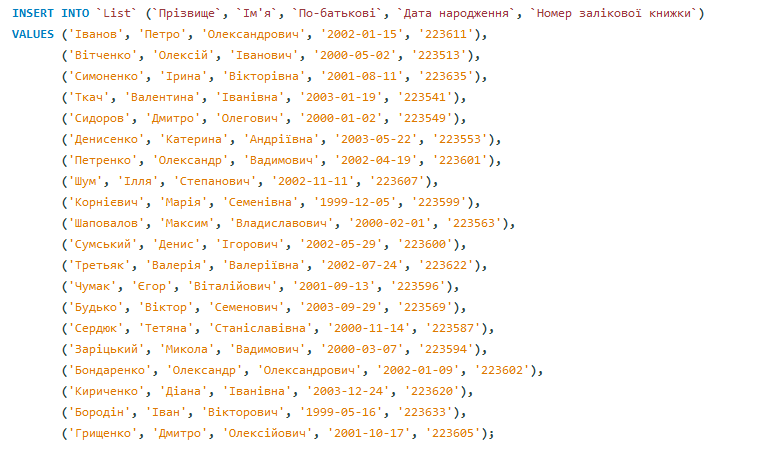 INSERT INTO `List` (`Прізвище`, `Ім'я`, `По-батькові`, `Дата народження`, `Номер залікової книжки`)
VALUES ('Іванов', 'Петро', 'Олександрович', '2002-01-15', '223611'),
('Вітченко', 'Олексій', 'Іванович', '2000-05-02', '223513'),
('Симоненко', 'Ірина', 'Вікторівна', '2001-08-11', '223635'),
('Ткач', 'Валентина', 'Іванівна', '2003-01-19', '223541'),
('Сидоров', 'Дмитро', 'Олегович', '2000-01-02', '223549'),
('Денисенко', 'Катерина', 'Андріївна', '2003-05-22', '223553'),
('Петренко', 'Олександр', 'Вадимович', '2002-04-19', '223601'),
('Шум', 'Ілля', 'Степанович', '2002-11-11', '223607'),
('Корнієвич', 'Марія', 'Семенівна', '1999-12-05', '223599'),
('Шаповалов', 'Максим', 'Владиславович', '2000-02-01', '223563'),
('Сумський', 'Денис', 'Ігорович', '2002-05-29', '223600'),
('Третьяк', 'Валерія', 'Валеріївна', '2002-07-24', '223622'),
('Чумак', 'Єгор', 'Віталійович', '2001-09-13', '223596'),
('Будько', 'Віктор', 'Семенович', '2003-09-29', '223569'),
('Сердюк', 'Тетяна', 'Станіславівна', '2000-11-14', '223587'),
('Заріцький', 'Микола', 'Вадимович', '2000-03-07', '223594'),
('Бондаренко', 'Олександр', 'Олександрович', '2002-01-09', '223602'),
('Кириченко', 'Діана', 'Іванівна', '2003-12-24', '223620'),
('Бородін', 'Іван', 'Вікторович', '1999-05-16', '223633'),
('Грищенко', 'Дмитро', 'Олексійович', '2001-10-17', '223605');